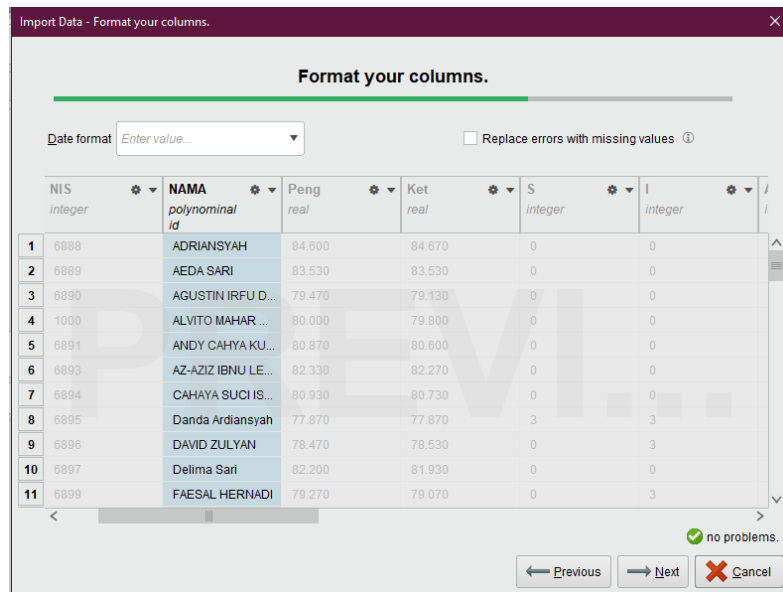 Import Data - Format your columns.
Format your columns.
Date format Enter value... Replace errors with missing values
NIS NAMA Peng Ket S I
integer polynominal real real integer integer
id
1 6888 ADRIANSYAH 84.600 84.670 0 0
2 6889 AEDA SARI 83.530 83.530 0 0
3 6890 AGUSTIN IRFU D... 79.470 79.130 0 0
4 1000 ALVITO MAHAR ... 80.000 79.800 0 0
5 6891 ANDY CAHYA KU... 80.870 80.600 0 0
6 6893 AZ-AZIZ IBNU LE... 82.330 82.270 0 0
7 6894 CAHAYA SUCI IS... 80.930 80.730 0 0
8 6895 Danda Ardiansyah 77.870 77.870 3 3
9 6896 DAVID ZULYAN 78.470 78.530 0 3
10 6897 Delima Sari 82.200 81.930 0 0
11 6899 FAESAL HERNADI 79.270 79.070 0 3
PREVI...
no problems.
Previous Next Cancel